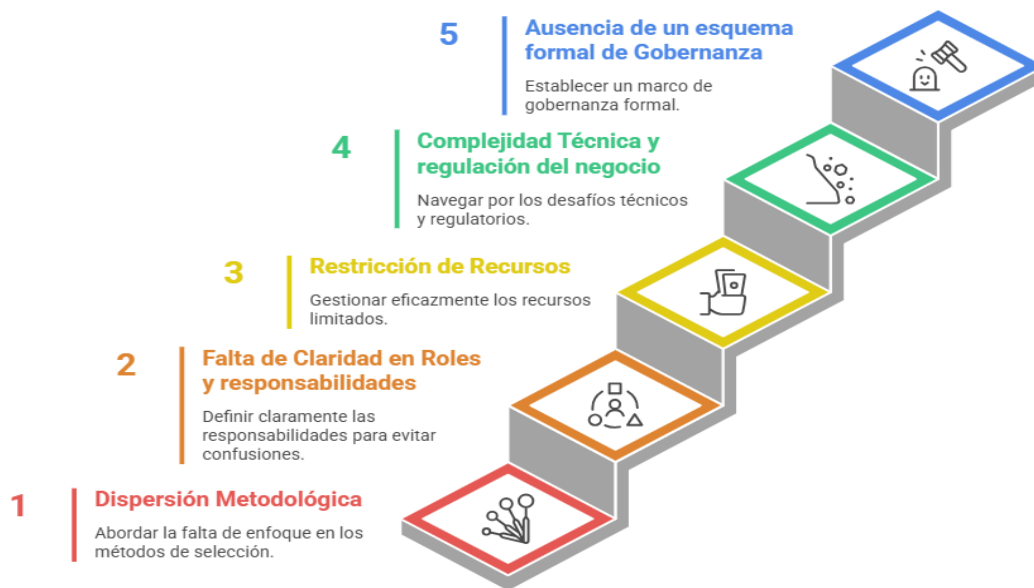 5
Ausencia de un esquema
formal de Gobernanza
Establecer un marco de
gobernanza formal.
4
Complejidad Técnica y
regulación del negocio
Navegar por los desafíos técnicos
y regulatorios.
3
Restricción de Recursos
Gestionar eficazmente los recursos
limitados.
2
Falta de Claridad en Roles
y responsabilidades
Definir claramente las
responsabilidades para evitar
confusiones.
1
Dispersión Metodológica
Abordar la falta de enfoque en los
métodos de selección.